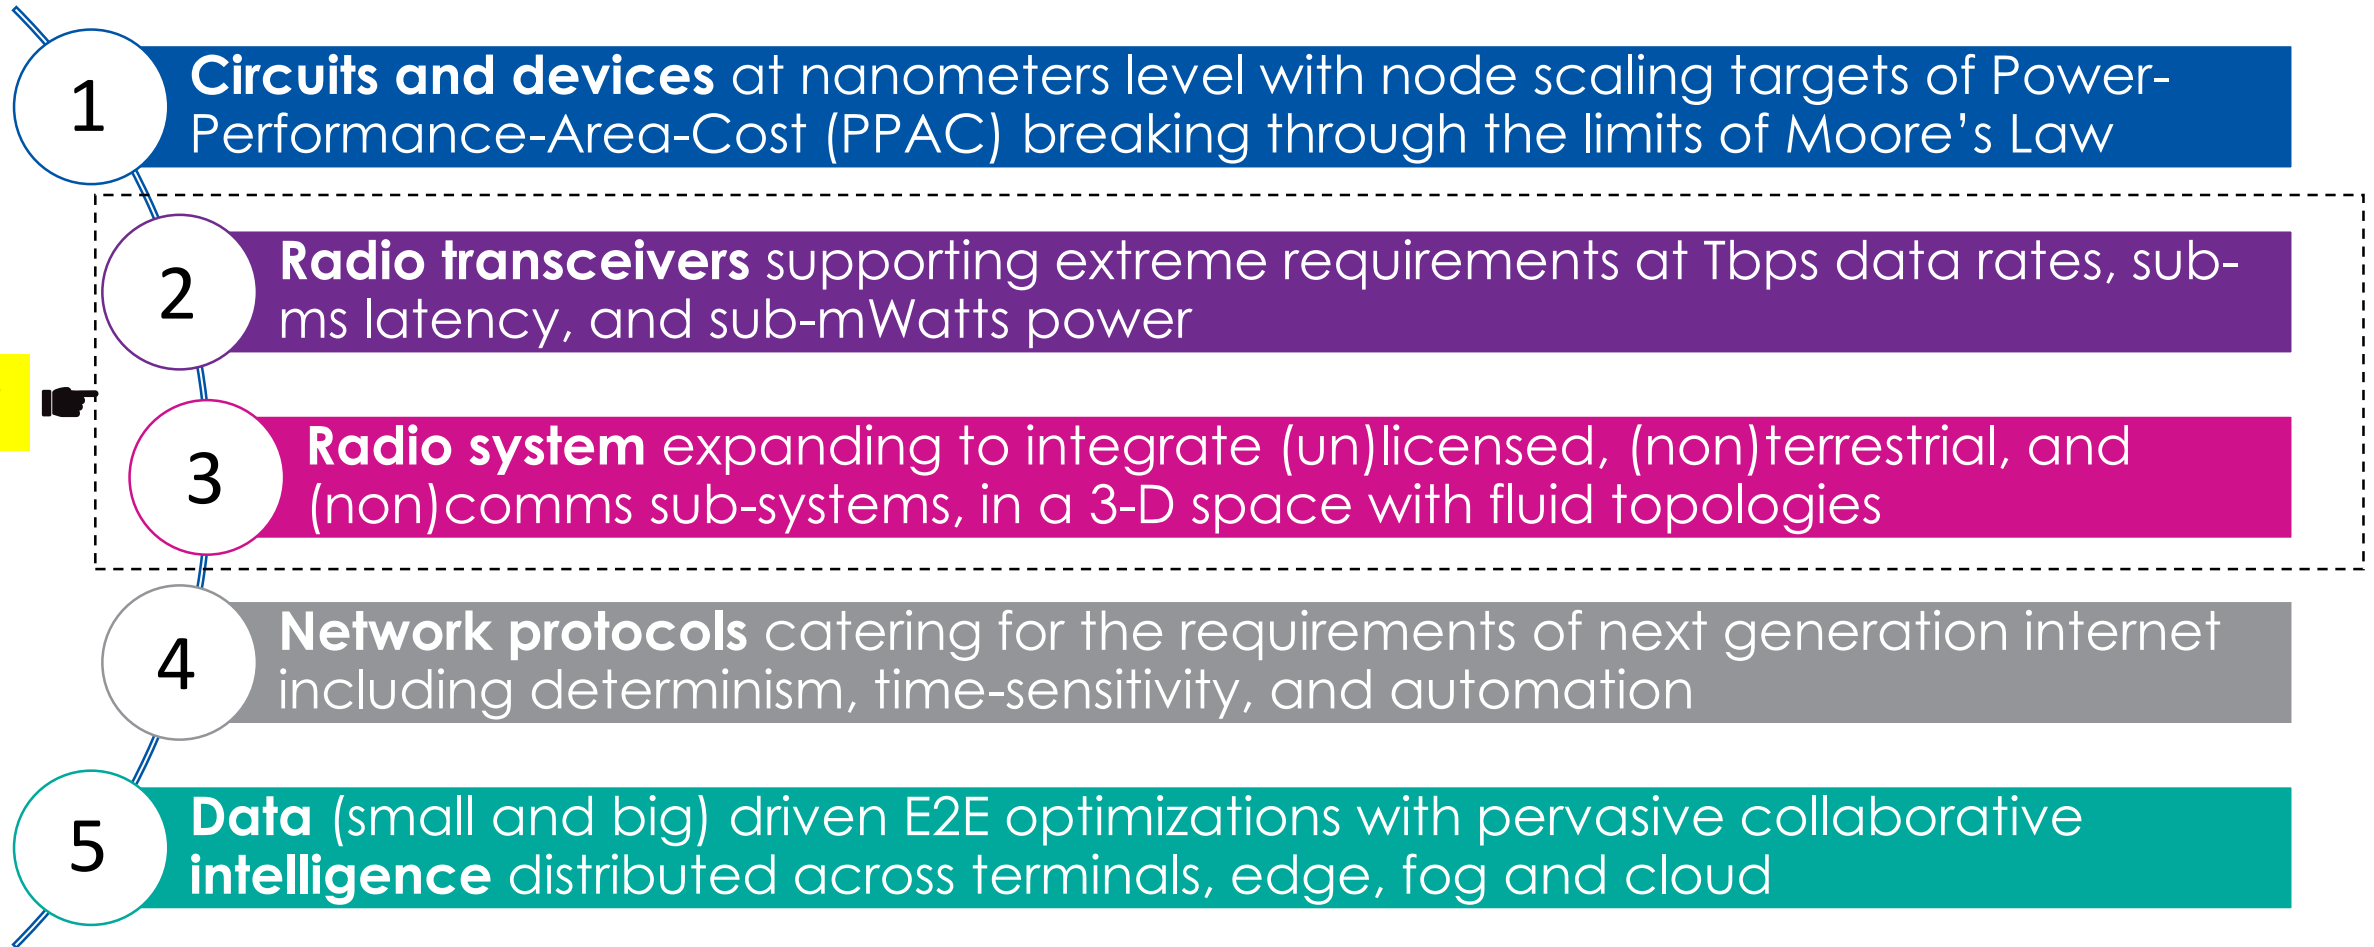 1
Circuits and devices at nanometers level with node scaling targets of Power-
Performance-Area-Cost (PPAC) breaking through the limits of Moore’s Law
2
Radio transceivers supporting extreme requirements at Tbps data rates, sub-
ms latency, and sub-mWatts power
3
Radio system expanding to integrate (un)licensed, (non)terrestrial, and
(non)comms sub-systems, in a 3-D space with fluid topologies
4
Network protocols catering for the requirements of next generation internet
including determinism, time-sensitivity, and automation
5
Data (small and big) driven E2E optimizations with pervasive collaborative
intelligence distributed across terminals, edge, fog and cloud